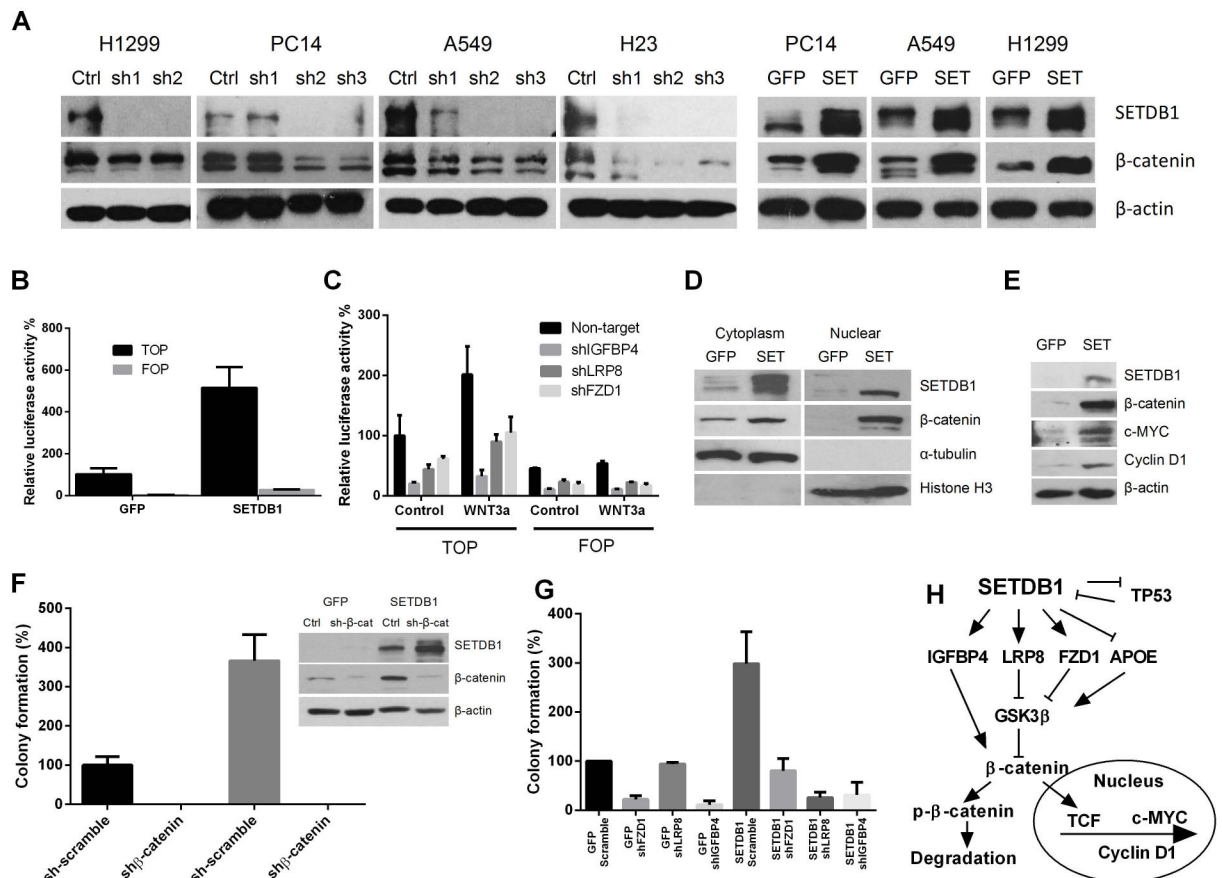 A
H1299 PC14 A549 H23 PC14 A549 H1299
Ctrl sh1 sh2 Ctrl sh1 sh2 sh3 Ctrl sh1 sh2 sh3 Ctrl sh1 sh2 sh3 GFP SET GFP SET GFP SET
SETDB1
β-catenin
β-actin
B
Relative luciferase activity %
800
600
400
200
0
TOP
FOP
GFP SETDB1
C
Relative luciferase activity %
300
200
100
0
Non-target
shIGFBP4
shLRP8
shFZD1
Control WNT3a Control WNT3a
TOP FOP
D
Cytoplasm Nuclear
GFP SET GFP SET
SETDB1
β-catenin
α-tubulin
Histone H3
E
GFP SET
SETDB1
β-catenin
c-MYC
Cyclin D1
β-actin
F
Colony formation (%)
500
400
300
200
100
0
sh-scramble
shβ-catenin
sh-scramble
shβ-catenin
GFP SETDB1
Ctrl sh-β-cat Ctrl sh-β-cat
SETDB1
β-catenin
β-actin
G
Colony formation (%)
400
300
200
100
0
GFP Scramble
GFP shFZD1
GFP shLRP8
GFP shIGFBP4
SETDB1 Scramble
SETDB1 shFZD1
SETDB1 shLRP8
SETDB1 shIGFBP4
H
SETDB1
TP53
IGFBP4 LRP8 FZD1 APOE
GSK3β
β-catenin
Nucleus
p-β-catenin
TCF c-MYC
Degradation
Cyclin D1